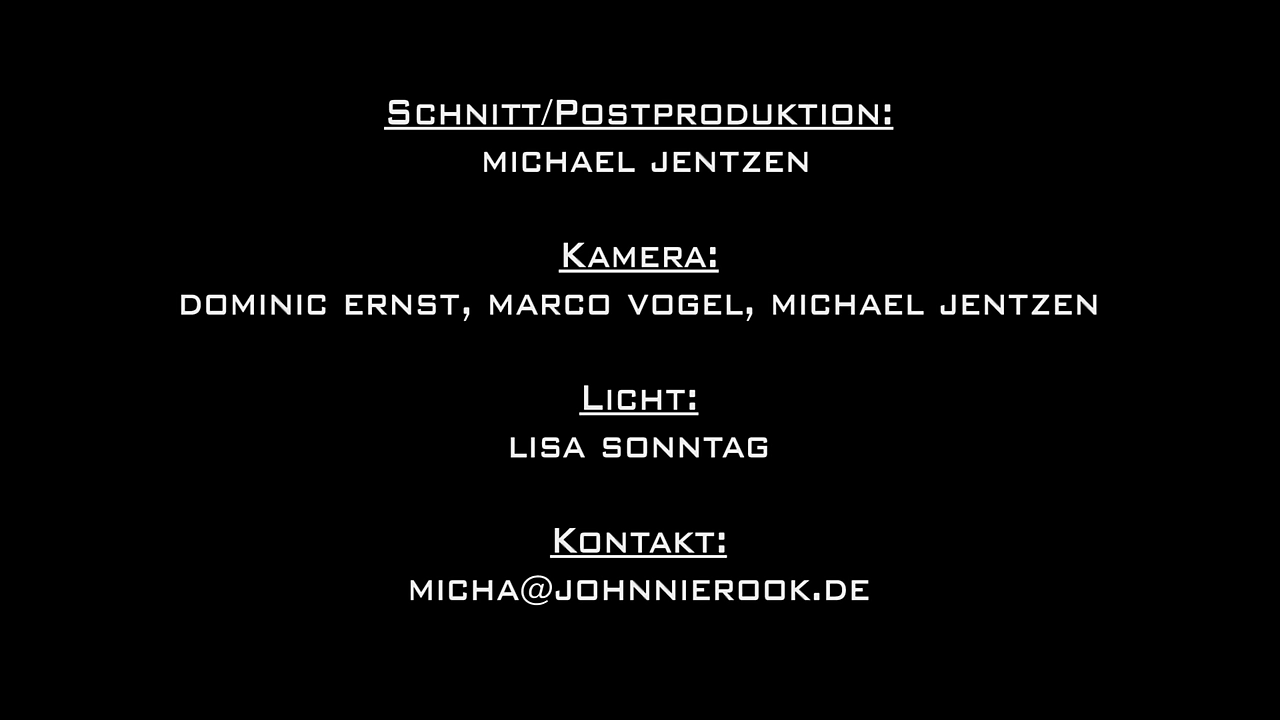 Schnitt/Postproduktion:
michael jentzen
Kamera:
dominic ernst, marco vogel, michael jentzen
Licht:
lisa sonntag
Kontakt:
micha@johnnierook.de